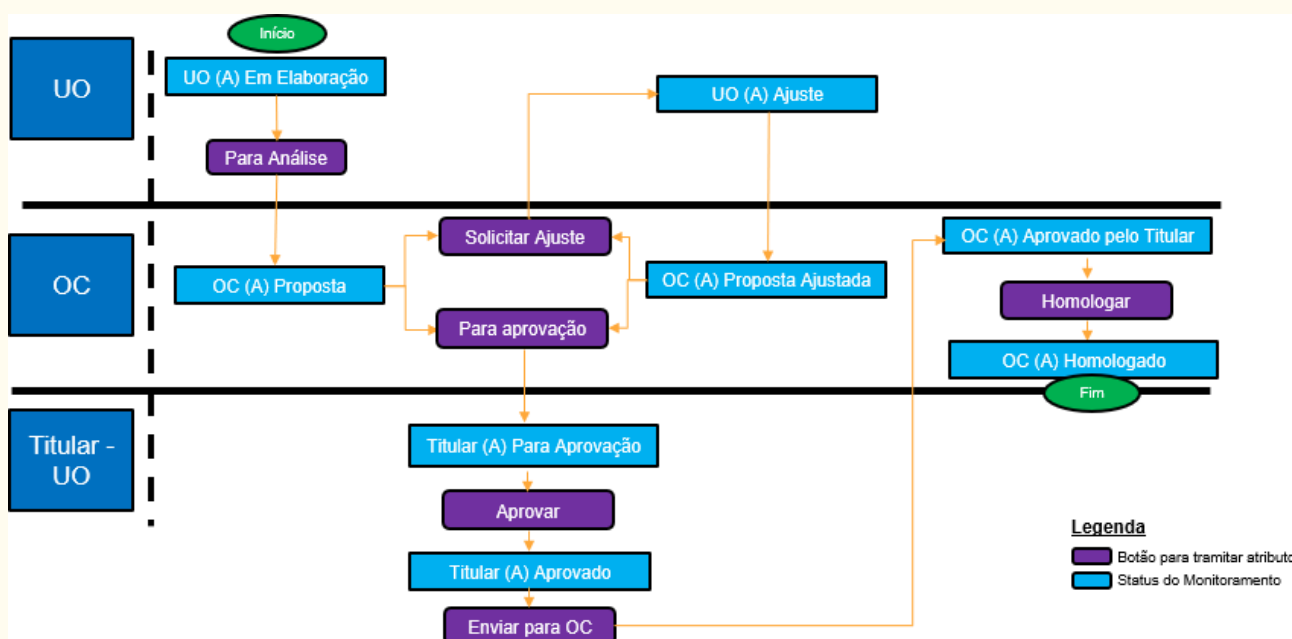 Início
UO
UO (A) Em Elaboração
UO (A) Ajuste
Para Análise
Solicitar Ajuste
OC (A) Aprovado pelo Titular
OC
OC (A) Proposta
OC (A) Proposta Ajustada
Homologar
Para aprovação
OC (A) Homologado
Fim
Titular -
UO
Titular (A) Para Aprovação
Aprovar
Titular (A) Aprovado
Enviar para OC
Legenda
Botão para tramitar atributo
Status do Monitoramento